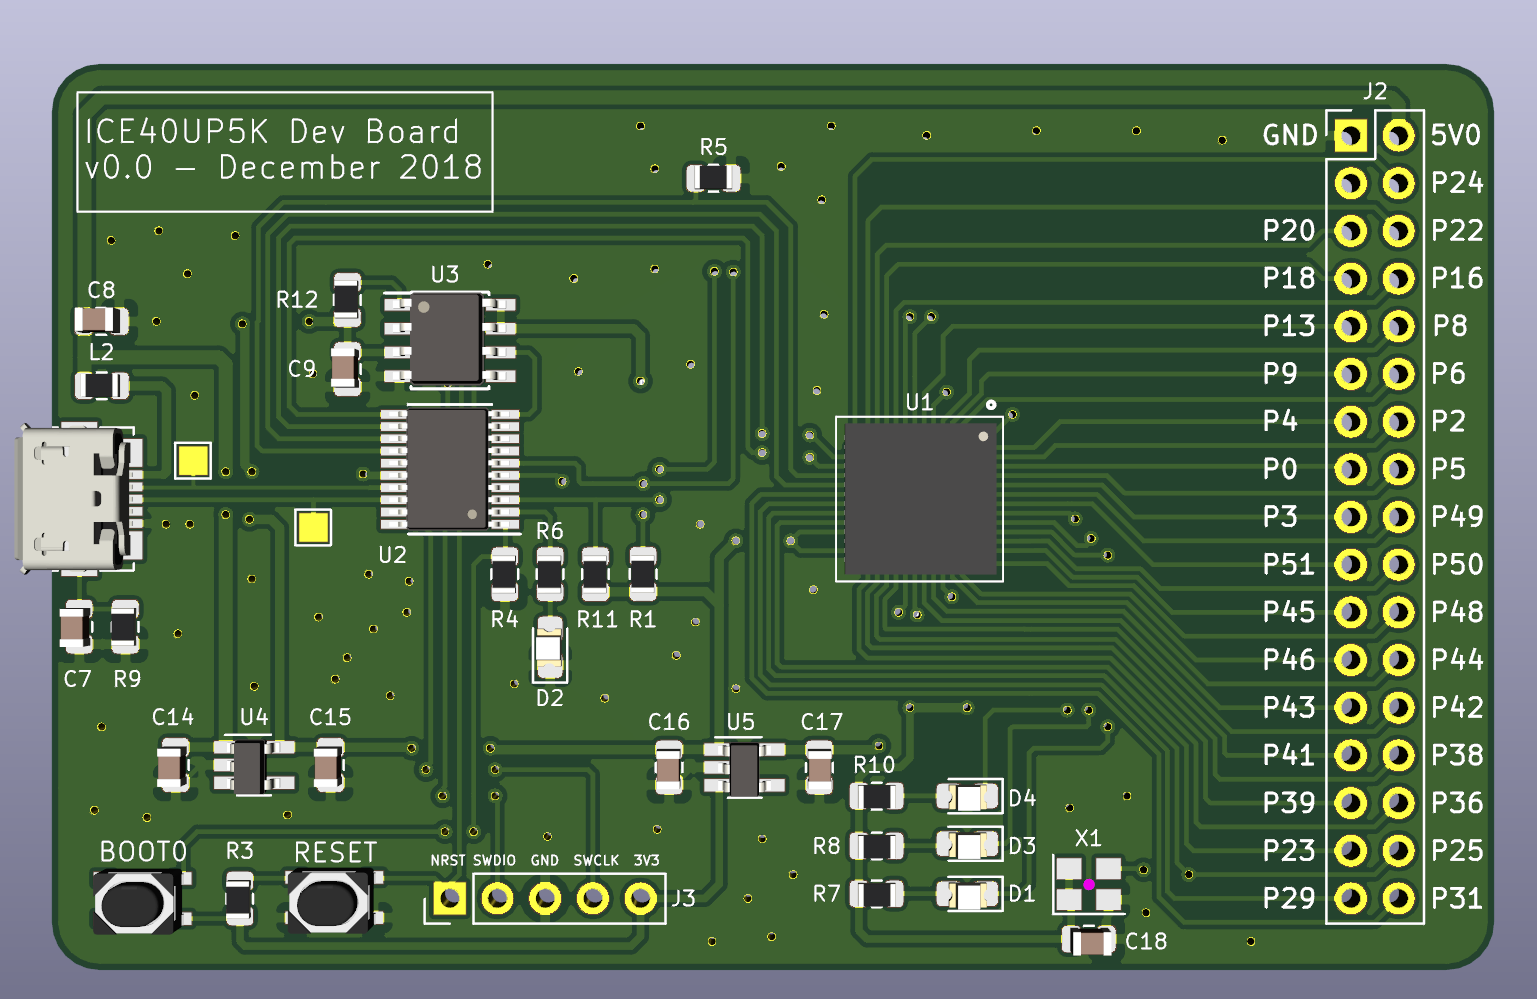 ICE40UP5K Dev Board
v0.0 – December 2018
J2
GND 5V0
P24
P20 P22
P18 P16
P13 P8
P9 P6
P4 P2
P0 P5
P3 P49
P51 P50
P45 P48
P46 P44
P43 P42
P41 P38
P39 P36
P23 P25
P29 P31
R5
C8
L2
R12
U3
C9
U1
U2
R6
R4 R11 R1
D2
C7 R9
C14 U4 C15
C16 U5 C17
R10 D4
R8 D3
R7 D1
X1
C18
BOOT0 R3 RESET
NRST SWDIO GND SWCLK 3V3
J3